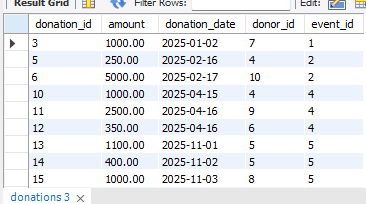 Result Grid Filter Rows: Edit:
donation_id amount donation_date donor_id event_id
3 1000.00 2025-01-02 7 1
5 250.00 2025-02-16 4 2
6 5000.00 2025-02-17 10 2
10 1000.00 2025-04-15 4 4
11 2500.00 2025-04-16 9 4
12 350.00 2025-04-16 6 4
13 1100.00 2025-11-01 5 5
14 400.00 2025-11-02 5 5
15 1000.00 2025-11-03 8 5
donations 3